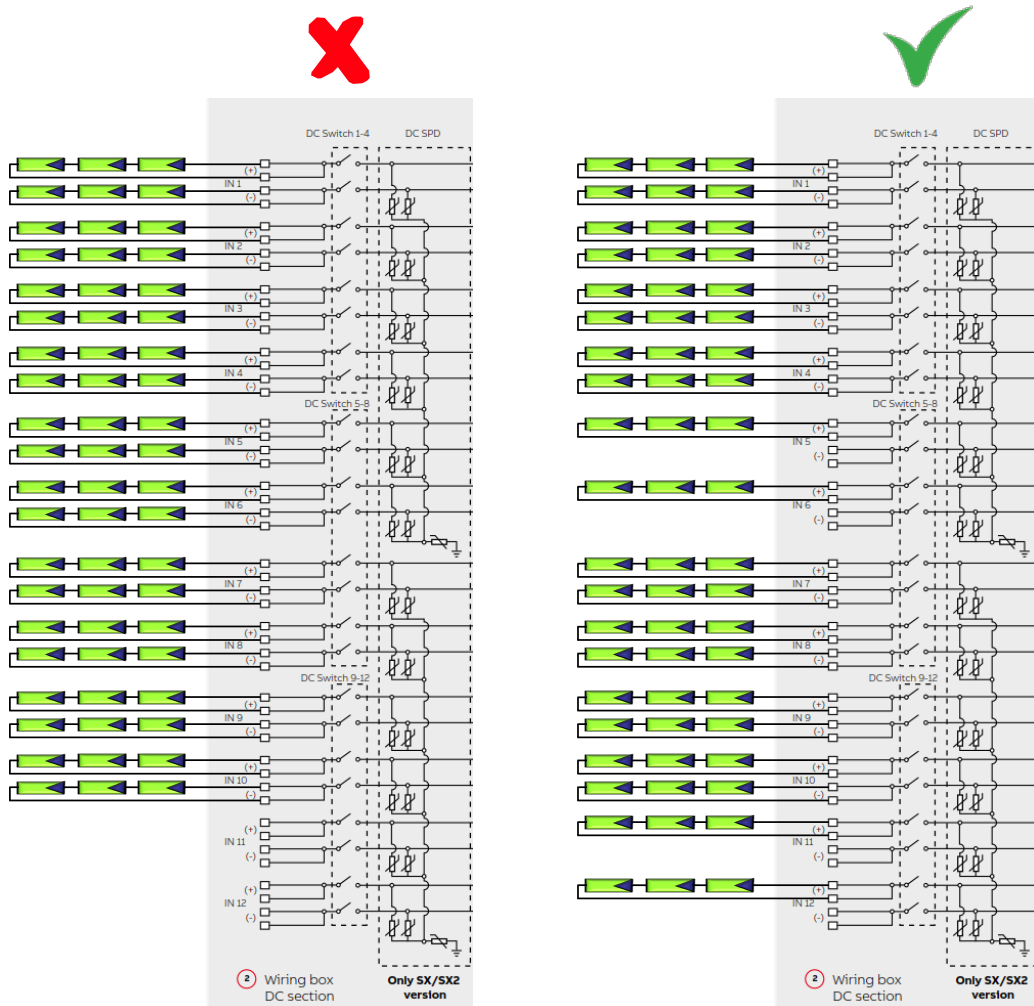 DC Switch 1-4
DC SPD
(+)
IN 1
(-)
(+)
IN 2
(-)
(+)
IN 3
(-)
(+)
IN 4
(-)
DC Switch 5-8
(+)
IN 5
(-)
(+)
IN 6
(-)
(+)
IN 7
(-)
(+)
IN 8
(-)
DC Switch 9-12
(+)
IN 9
(-)
(+)
IN 10
(-)
(+)
IN 11
(-)
(+)
IN 12
(-)
2 Wiring box
DC section
Only SX/SX2
version
DC Switch 1-4
DC SPD
(+)
IN 1
(-)
(+)
IN 2
(-)
(+)
IN 3
(-)
(+)
IN 4
(-)
DC Switch 5-8
(+)
IN 5
(-)
(+)
IN 6
(-)
(+)
IN 7
(-)
(+)
IN 8
(-)
DC Switch 9-12
(+)
IN 9
(-)
(+)
IN 10
(-)
(+)
IN 11
(-)
(+)
IN 12
(-)
2 Wiring box
DC section
Only SX/SX2
version